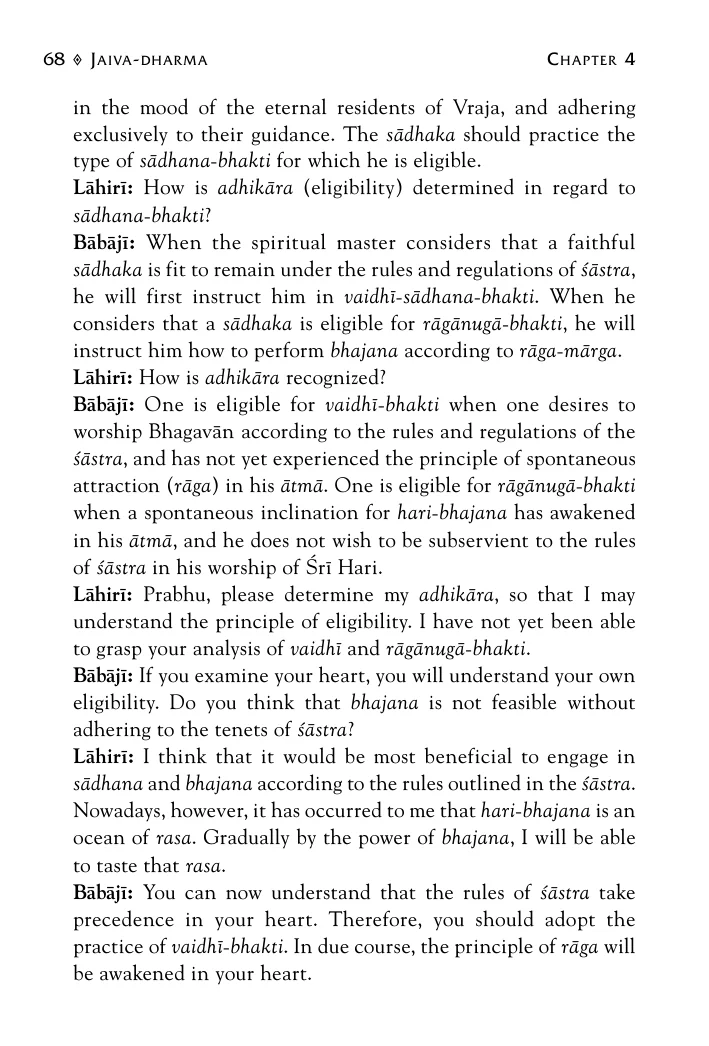 68 ⟡ Jaiva-dharma Chapter 4
in the mood of the eternal residents of Vraja, and adhering
exclusively to their guidance. The sādhaka should practice the
type of sādhana-bhakti for which he is eligible.
Lāhirī: How is adhikāra (eligibility) determined in regard to
sādhana-bhakti?
Bābājī: When the spiritual master considers that a faithful
sādhaka is fit to remain under the rules and regulations of śāstra,
he will first instruct him in vaidhī-sādhana-bhakti. When he
considers that a sādhaka is eligible for rāgānugā-bhakti, he will
instruct him how to perform bhajana according to rāga-mārga.
Lāhirī: How is adhikāra recognized?
Bābājī: One is eligible for vaidhī-bhakti when one desires to
worship Bhagavān according to the rules and regulations of the
śāstra, and has not yet experienced the principle of spontaneous
attraction (rāga) in his ātmā. One is eligible for rāgānugā-bhakti
when a spontaneous inclination for hari-bhajana has awakened
in his ātmā, and he does not wish to be subservient to the rules
of śāstra in his worship of Śrī Hari.
Lāhirī: Prabhu, please determine my adhikāra, so that I may
understand the principle of eligibility. I have not yet been able
to grasp your analysis of vaidhī and rāgānugā-bhakti.
Bābājī: If you examine your heart, you will understand your own
eligibility. Do you think that bhajana is not feasible without
adhering to the tenets of śāstra?
Lāhirī: I think that it would be most beneficial to engage in
sādhana and bhajana according to the rules outlined in the śāstra.
Nowadays, however, it has occurred to me that hari-bhajana is an
ocean of rasa. Gradually by the power of bhajana, I will be able
to taste that rasa.
Bābājī: You can now understand that the rules of śāstra take
precedence in your heart. Therefore, you should adopt the
practice of vaidhī-bhakti. In due course, the principle of rāga will
be awakened in your heart.